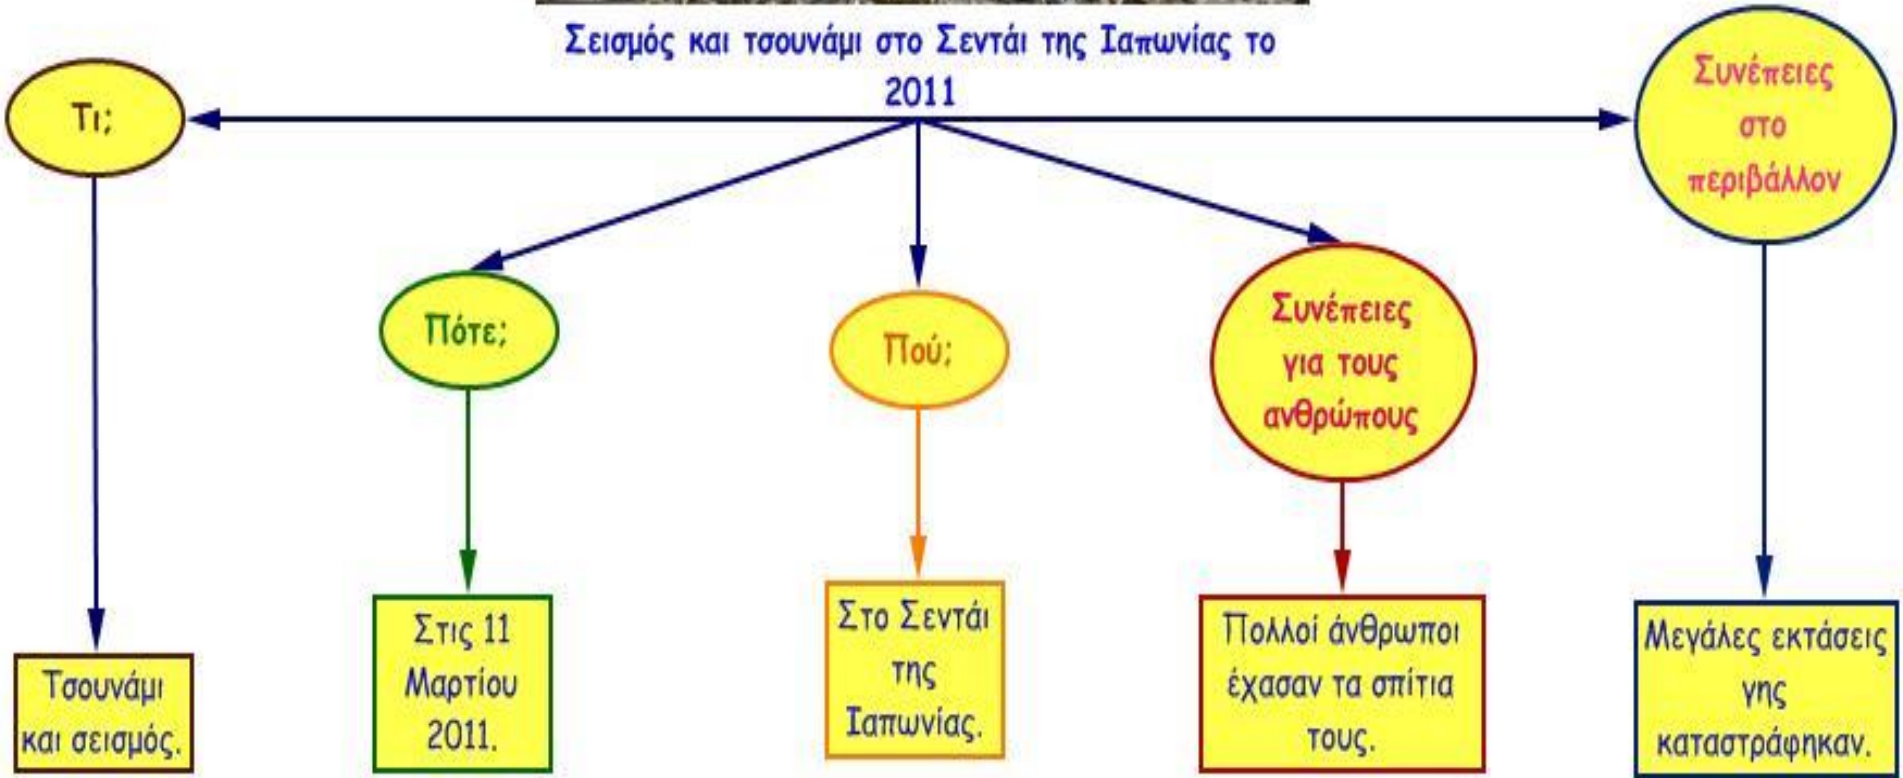 Σεισμός και τσουνάμι στο Σεντάι της Ιαπωνίας το
2011
Τι;
Τσουνάμι
και σεισμός.
Πότε;
Στις 11
Μαρτίου
2011.
Πού;
Στο Σεντάι
της
Ιαπωνίας.
Συνέπειες
για τους
ανθρώπους
Πολλοί άνθρωποι
έχασαν τα σπίτια
τους.
Συνέπειες
στο
περιβάλλον
Μεγάλες εκτάσεις
γης
καταστράφηκαν.